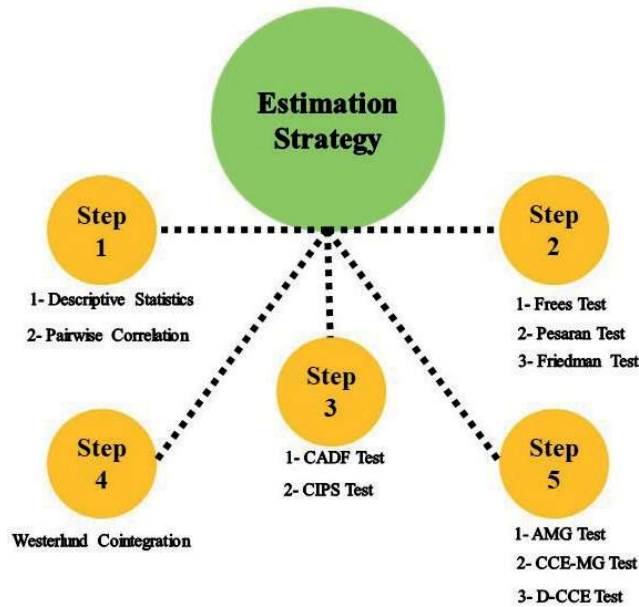 Estimation
Strategy
Step
1
1- Descriptive Statistics
2- Pairwise Correlation
Step
2
1- Frees Test
2- Pesaran Test
3- Friedman Test
Step
3
1- CADF Test
2- CIPS Test
Step
4
Westerlund Cointegration
Step
5
1- AMG Test
2- CCE-MG Test
3- D-CCE Test